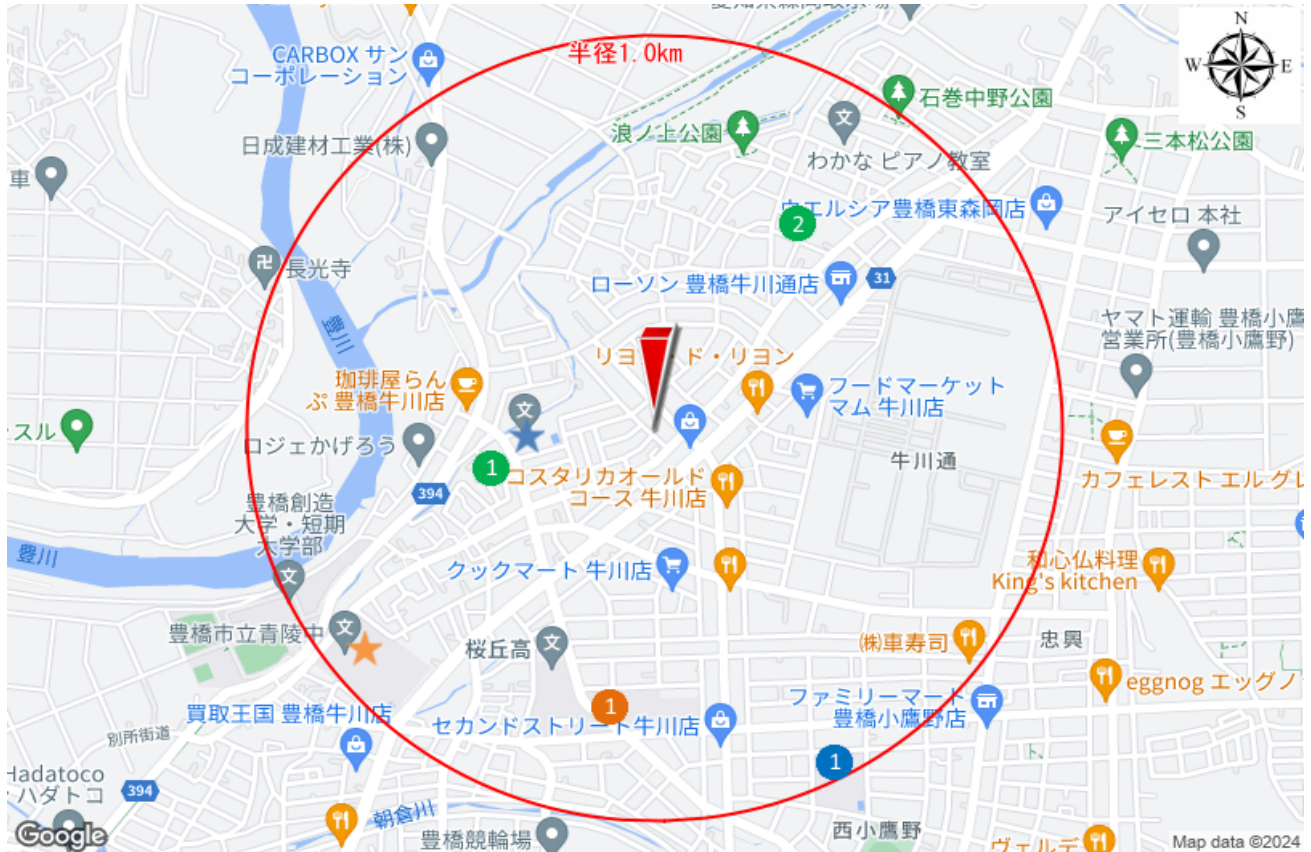 半径1.0km
N
W
E
S
CARBOX サン
コーポレーション
石巻中野公園
浪ノ上公園
日成建材工業(株)
わかな ピアノ教室
三本松公園
車
ウエルシア豊橋東森岡店
アイセロ 本社
2
長光寺
ローソン 豊橋牛川通店
31
豊川
ヤマト運輸 豊橋小鷹
営業所(豊橋小鷹野)
珈琲屋らん
ぷ 豊橋牛川店
フードマーケット
マム 牛川店
スル
ロジェかげろう
1
コスタリカオールド
コース 牛川店
牛川通
カフェレスト エル グレ
394
豊橋創造
大学・短期
大学部
豊川
クックマート 牛川店
和心仏料理
King's kitchen
豊橋市立青陵中
桜丘高
㈱車寿司
忠興
eggnog エッグノ
1
ファミリーマート
豊橋小鷹野店
買取王国 豊橋牛川店
セカンドストリート牛川店
別所街道
1
Hadatoco
ハダトコ
394
朝倉川
豊橋競輪場
西小鷹野
ヴェルデ
Google
Map data ©2024